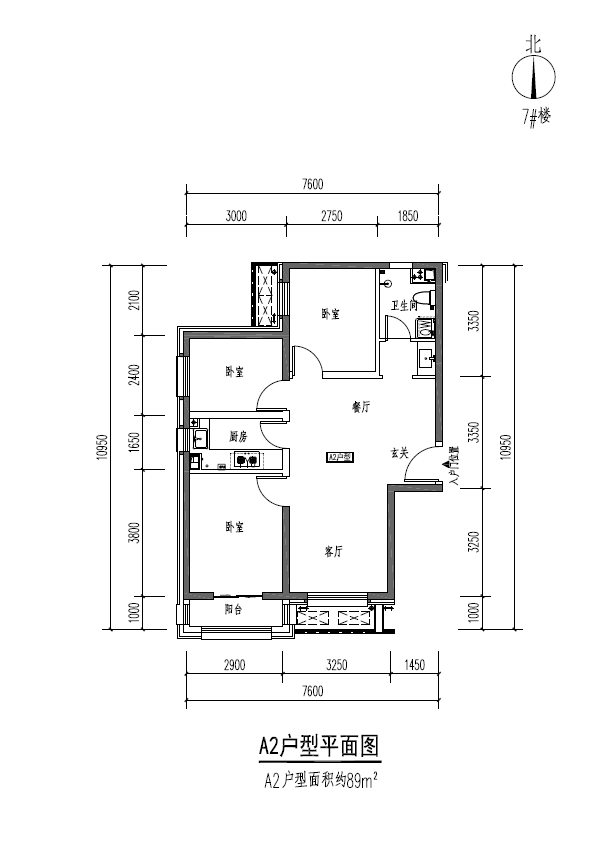 北
7#楼
7600
3000 2750 1850
2100
2400
1650
3800
1000
10950
卧室
卫生间
卧室
厨房
餐厅
玄关
A2户型
入户门位置
卧室
客厅
阳台
3350
3350
3250
1000
10950
2900 3250 1450
7600
A2户型平面图
A2户型面积约89m²